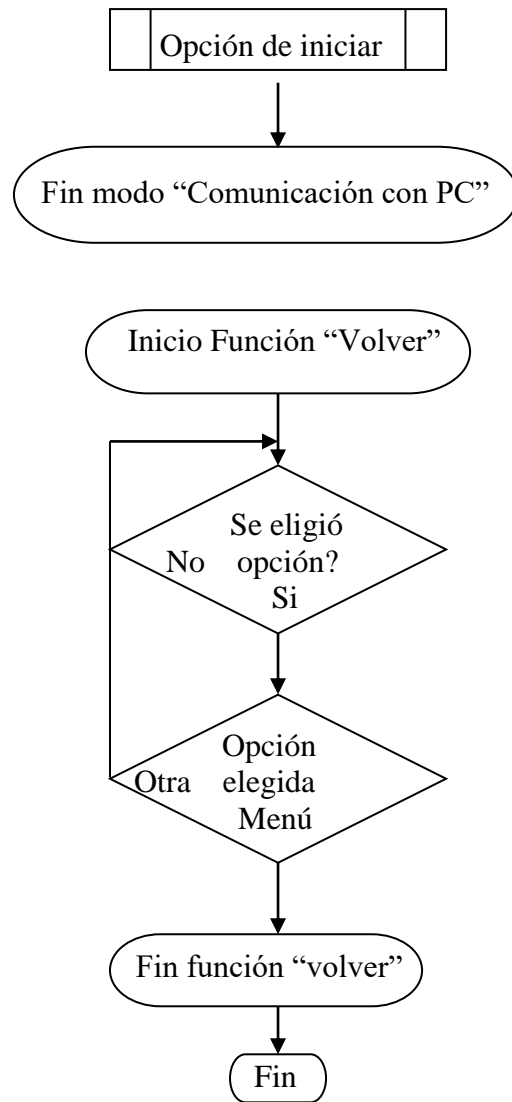 Opción de iniciar
Fin modo “Comunicación con PC”
Inicio Función “Volver”
Se eligió
No opción?
Si
Opción
Otra elegida
Menú
Fin función “volver”
Fin